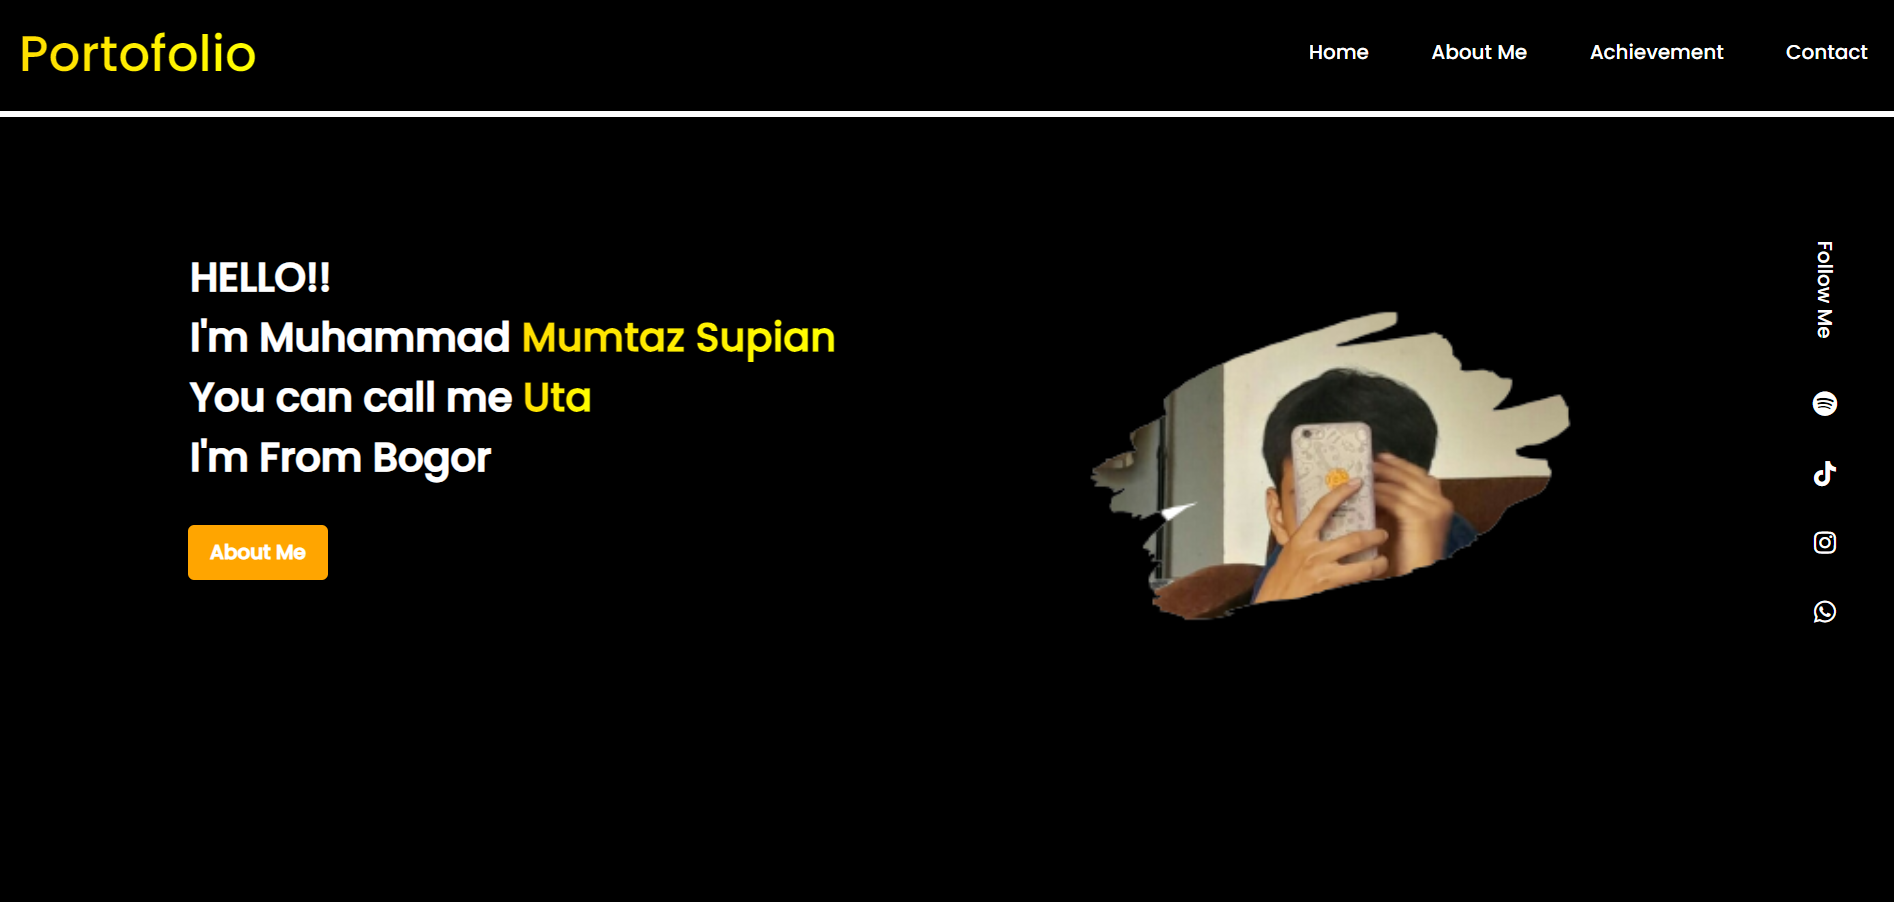 Portofolio
Home
About Me
Achievement
Contact
HELLO!!
I'm Muhammad Mumtaz Supian
You can call me Uta
I'm From Bogor
About Me
Follow Me